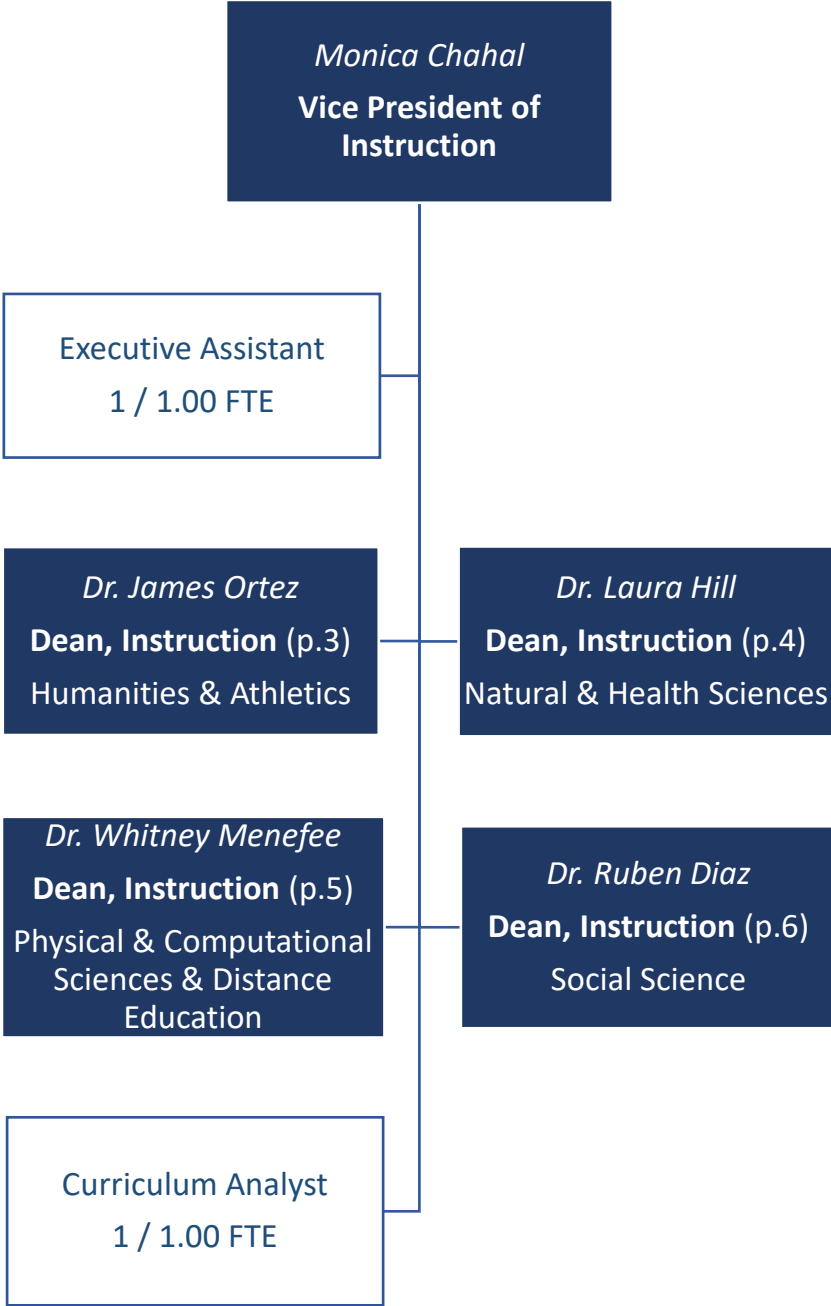 Monica Chahal
Vice President of
Instruction
Executive Assistant
1 / 1.00 FTE
Dr. James Ortez
Dean, Instruction (p.3)
Humanities & Athletics
Dr. Laura Hill
Dean, Instruction (p.4)
Natural & Health Sciences
Dr. Whitney Menefee
Dean, Instruction (p.5)
Physical & Computational
Sciences & Distance
Education
Dr. Ruben Diaz
Dean, Instruction (p.6)
Social Science
Curriculum Analyst
1 / 1.00 FTE